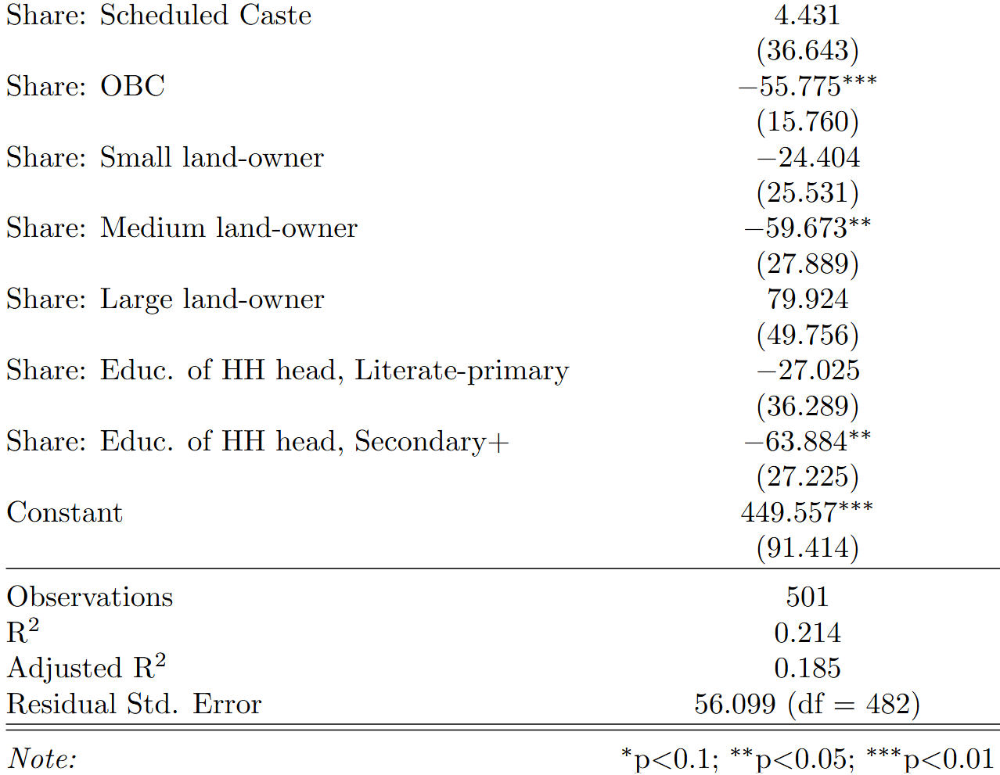 Share: Scheduled Caste 4.431
(36.643)
Share: OBC −55.775***
(15.760)
Share: Small land-owner −24.404
(25.531)
Share: Medium land-owner −59.673**
(27.889)
Share: Large land-owner 79.924
(49.756)
Share: Educ. of HH head, Literate-primary −27.025
(36.289)
Share: Educ. of HH head, Secondary+ −63.884**
(27.225)
Constant 449.557***
(91.414)
Observations 501
R² 0.214
Adjusted R² 0.185
Residual Std. Error 56.099 (df = 482)
Note: *p<0.1; **p<0.05; ***p<0.01